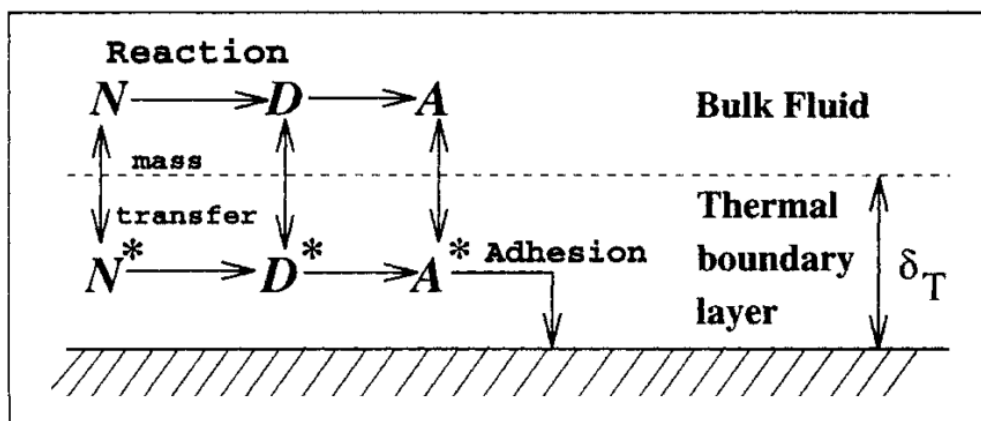 Reaction
N D A Bulk Fluid
mass
transfer
Thermal
boundary
layer
N* D* A* Adhesion
δT